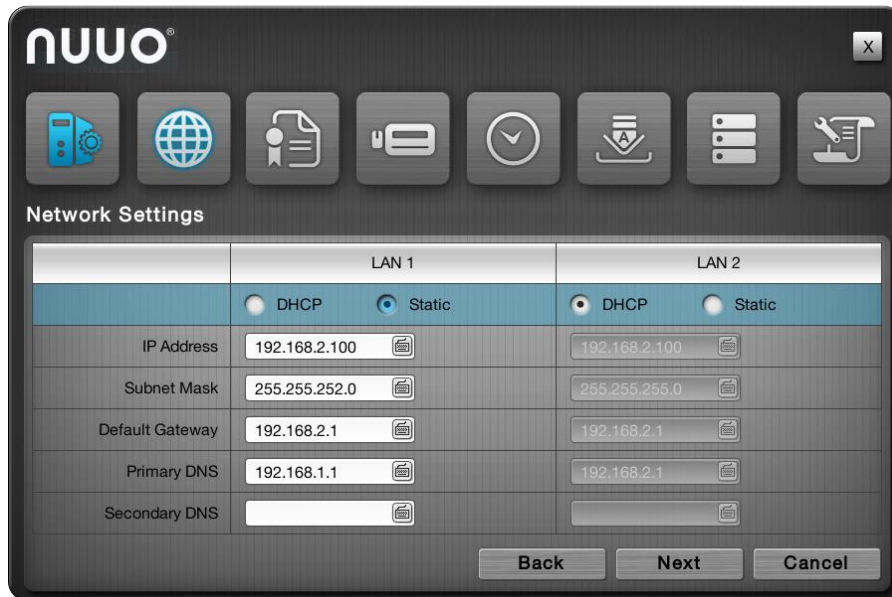 nuuo®
X
A
Network Settings
LAN 1 LAN 2
DHCP Static DHCP Static
IP Address 192.168.2.100 192.168.2.100
Subnet Mask 255.255.252.0 255.255.255.0
Default Gateway 192.168.2.1 192.168.2.1
Primary DNS 192.168.1.1 192.168.2.1
Secondary DNS
Back Next Cancel